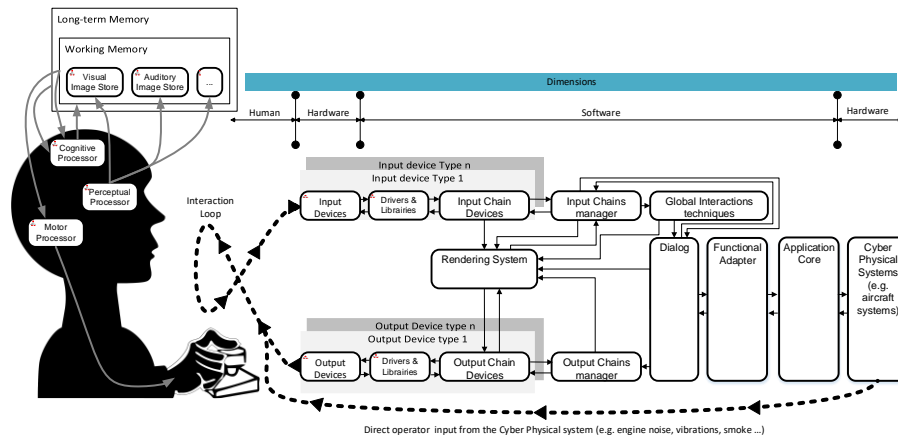 Long-term Memory
Working Memory
Visual
Image Store
Auditory
Image Store
...
Cognitive
Processor
Perceptual
Processor
Motor
Processor
Interaction
Loop
Dimensions
Human
Hardware
Software
Hardware
Input device Type n
Input device Type 1
Input
Devices
Drivers &
Librairies
Input Chain
Devices
Input Chains
manager
Global Interactions
techniques
Rendering System
Dialog
Functional
Adapter
Application
Core
Cyber
Physical
Systems
(e.g.
aircraft
systems)
Output Device type n
Output Device type 1
Output
Devices
Drivers &
Libraries
Output Chain
Devices
Output Chains
manager
Direct operator input from the Cyber Physical system (e.g. engine noise, vibrations, smoke ...)